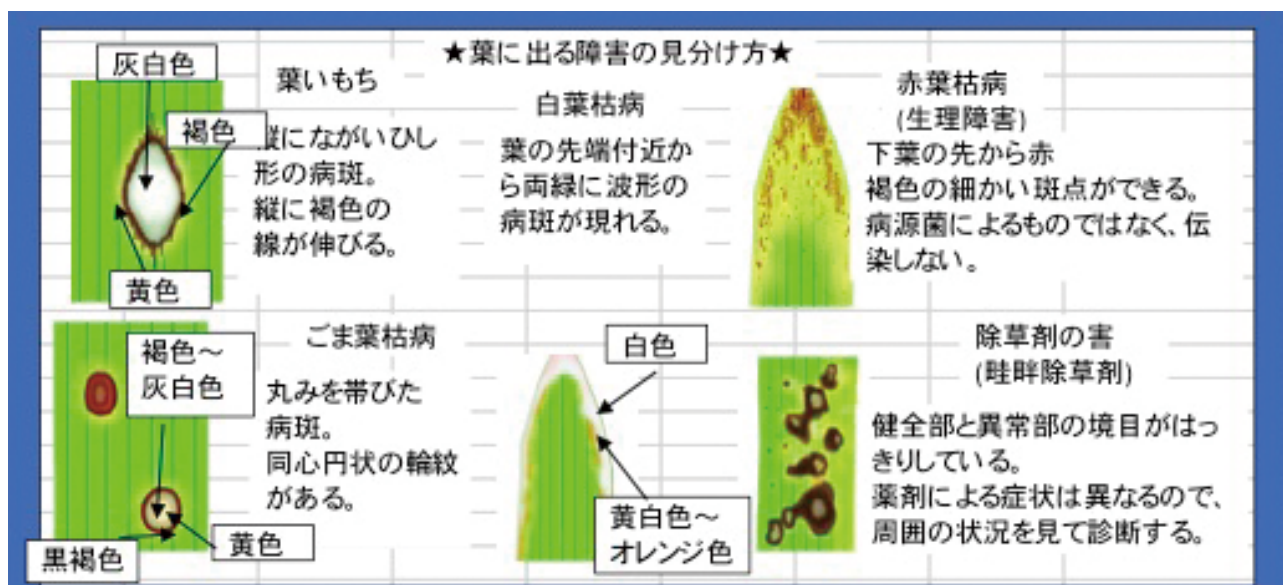 ★葉に出る障害の見分け方★
灰白色
褐色
黄色
葉いもち
縦にながいひし
形の病斑。
縦に褐色の
線が伸びる。
白葉枯病
葉の先端付近か
ら両縁に波形の
病斑が現れる。
赤葉枯病
(生理障害)
下葉の先から赤
褐色の細かい斑点ができる。
病源菌によるものではなく、伝
染しない。
褐色～
灰白色
黒褐色
黄色
ごま葉枯病
丸みを帯びた
病斑。
同心円状の輪紋
がある。
白色
黄白色～
オレンジ色
除草剤の害
(畦畔除草剤)
健全部と異常部の境目がはっ
きりしている。
薬剤による症状は異なるので、
周囲の状況を見て診断する。